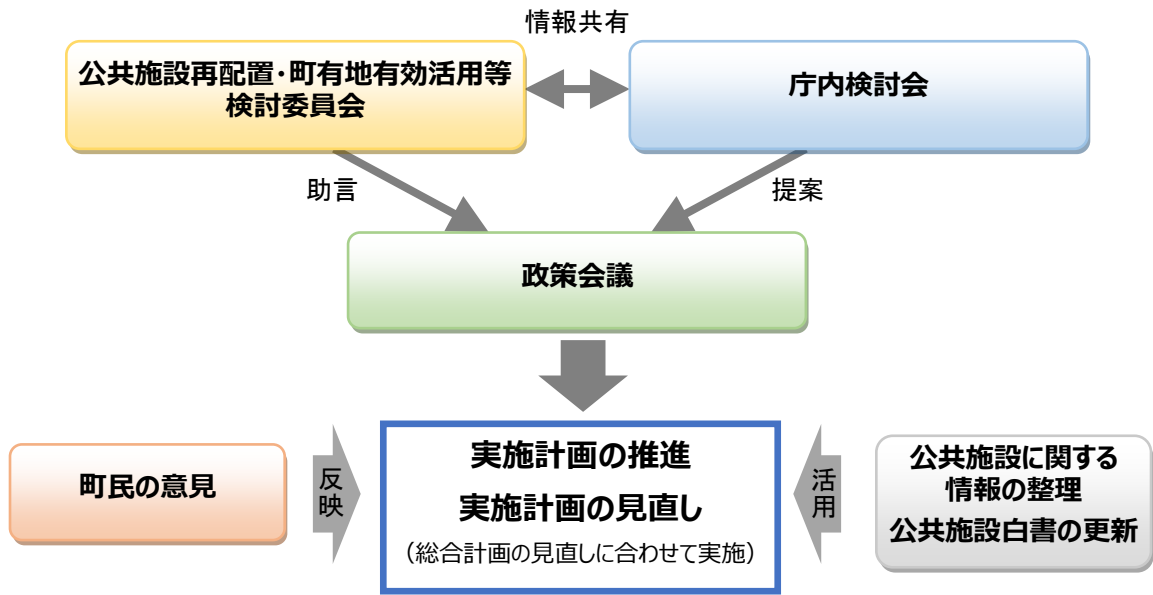 情報共有
公共施設再配置・町有地有効活用等
検討委員会
庁内検討会
助言
提案
政策会議
町民の意見
反映
実施計画の推進
実施計画の見直し
（総合計画の見直しに合わせて実施）
活用
公共施設に関する
情報の整理
公共施設白書の更新